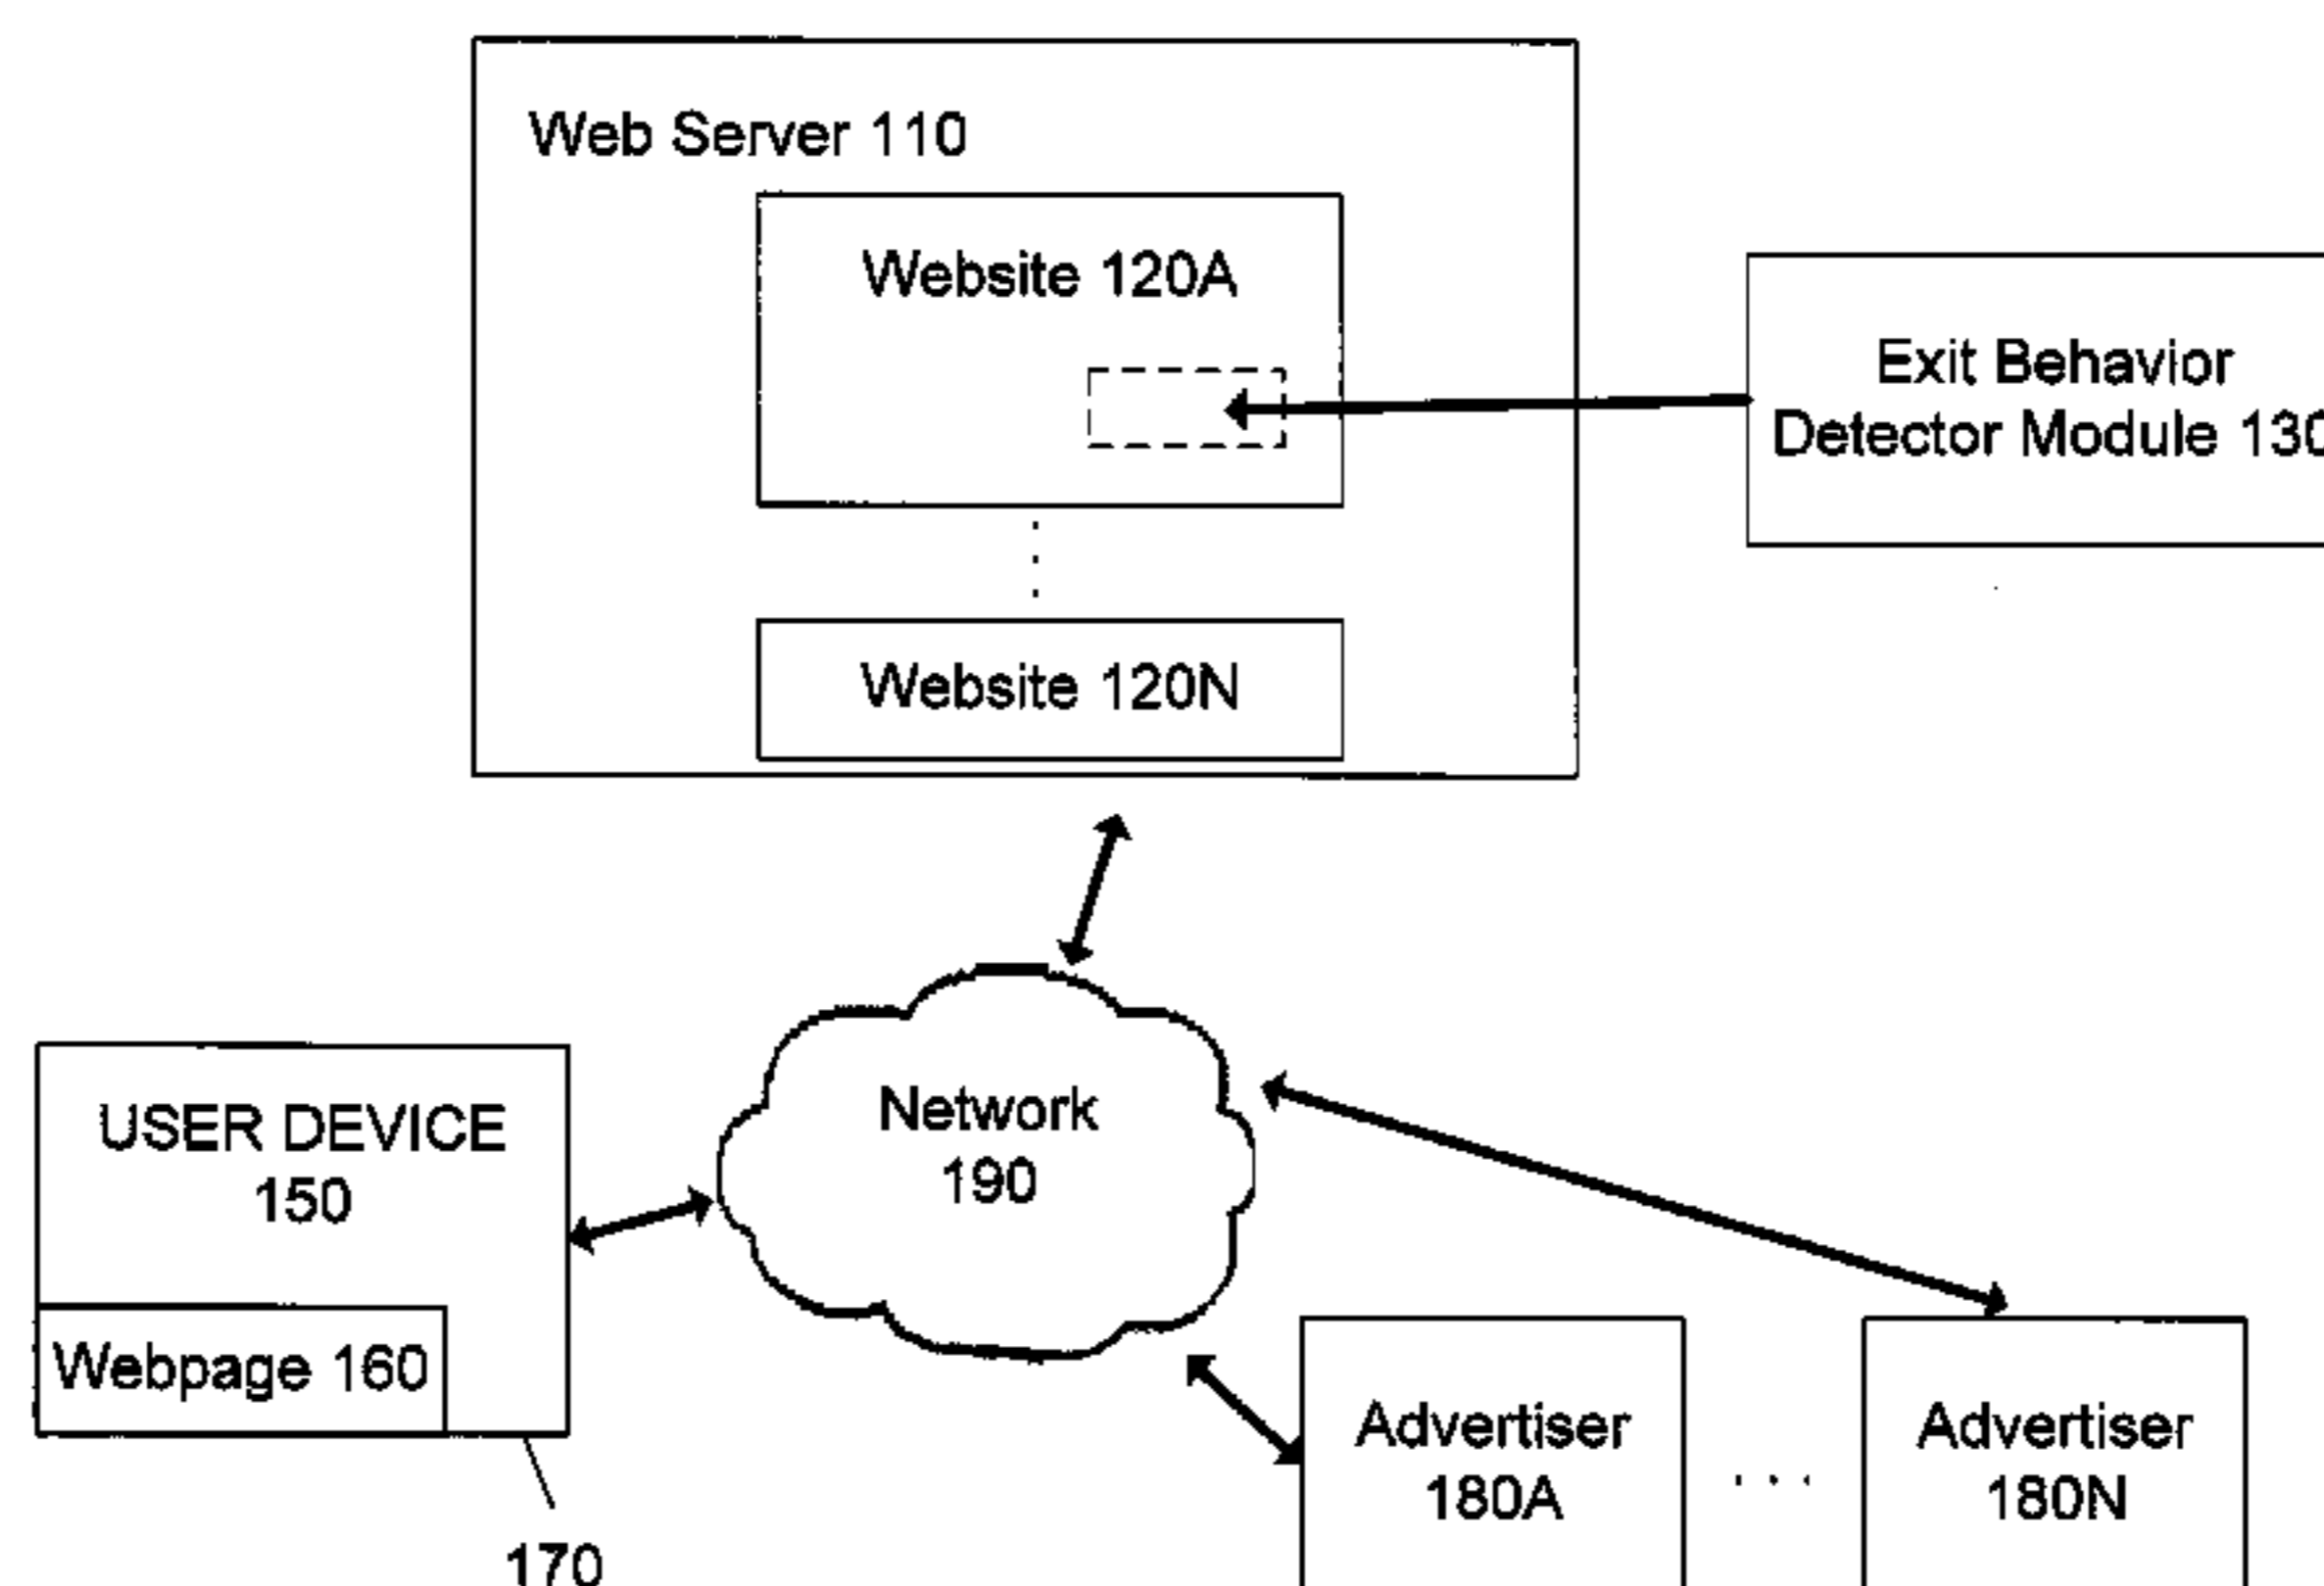 Web Server 110
Website 120A
Exit Behavior
Detector Module 130
Website 120N
Network
190
USER DEVICE
150
Webpage 160
170
Advertiser
180A
. . .
Advertiser
180N